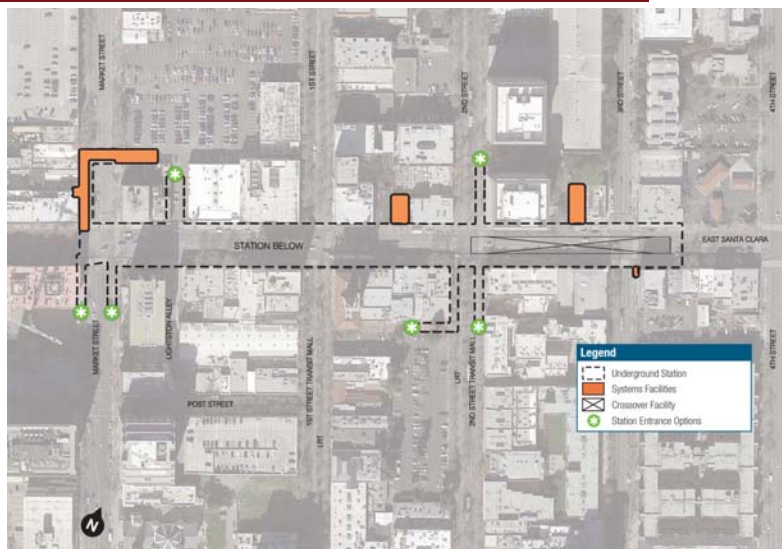 MARKET STREET
1ST STREET
2ND STREET
3RD STREET
4TH STREET
STATION BELOW
EAST SANTA CLARA
MARKET STREET
LIGHTSTON ALLEY
1ST STREET TRANSIT MALL
LRT
POST STREET
LRT
2ND STREET TRANSIT MALL
4TH STREET
Legend
Underground Station
Systems Facilities
Crossover Facility
Station Entrance Options
N